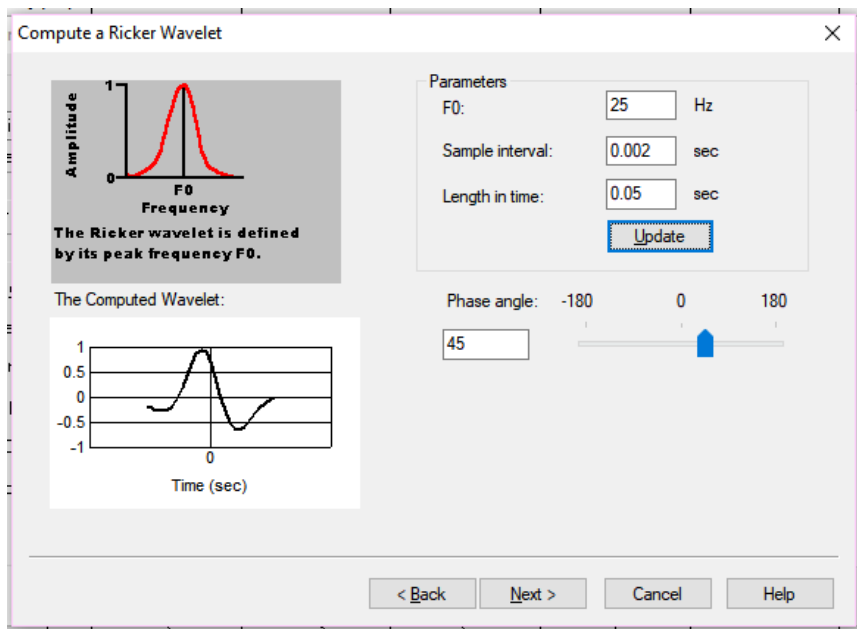 Compute a Ricker Wavelet
Amplitude
1
0
F0
Frequency
The Ricker wavelet is defined
by its peak frequency F0.
Parameters
F0: 25 Hz
Sample interval: 0.002 sec
Length in time: 0.05 sec
Update
The Computed Wavelet:
1
0.5
0
-0.5
-1
0
Time (sec)
Phase angle: -180 0 180
45
< Back Next > Cancel Help